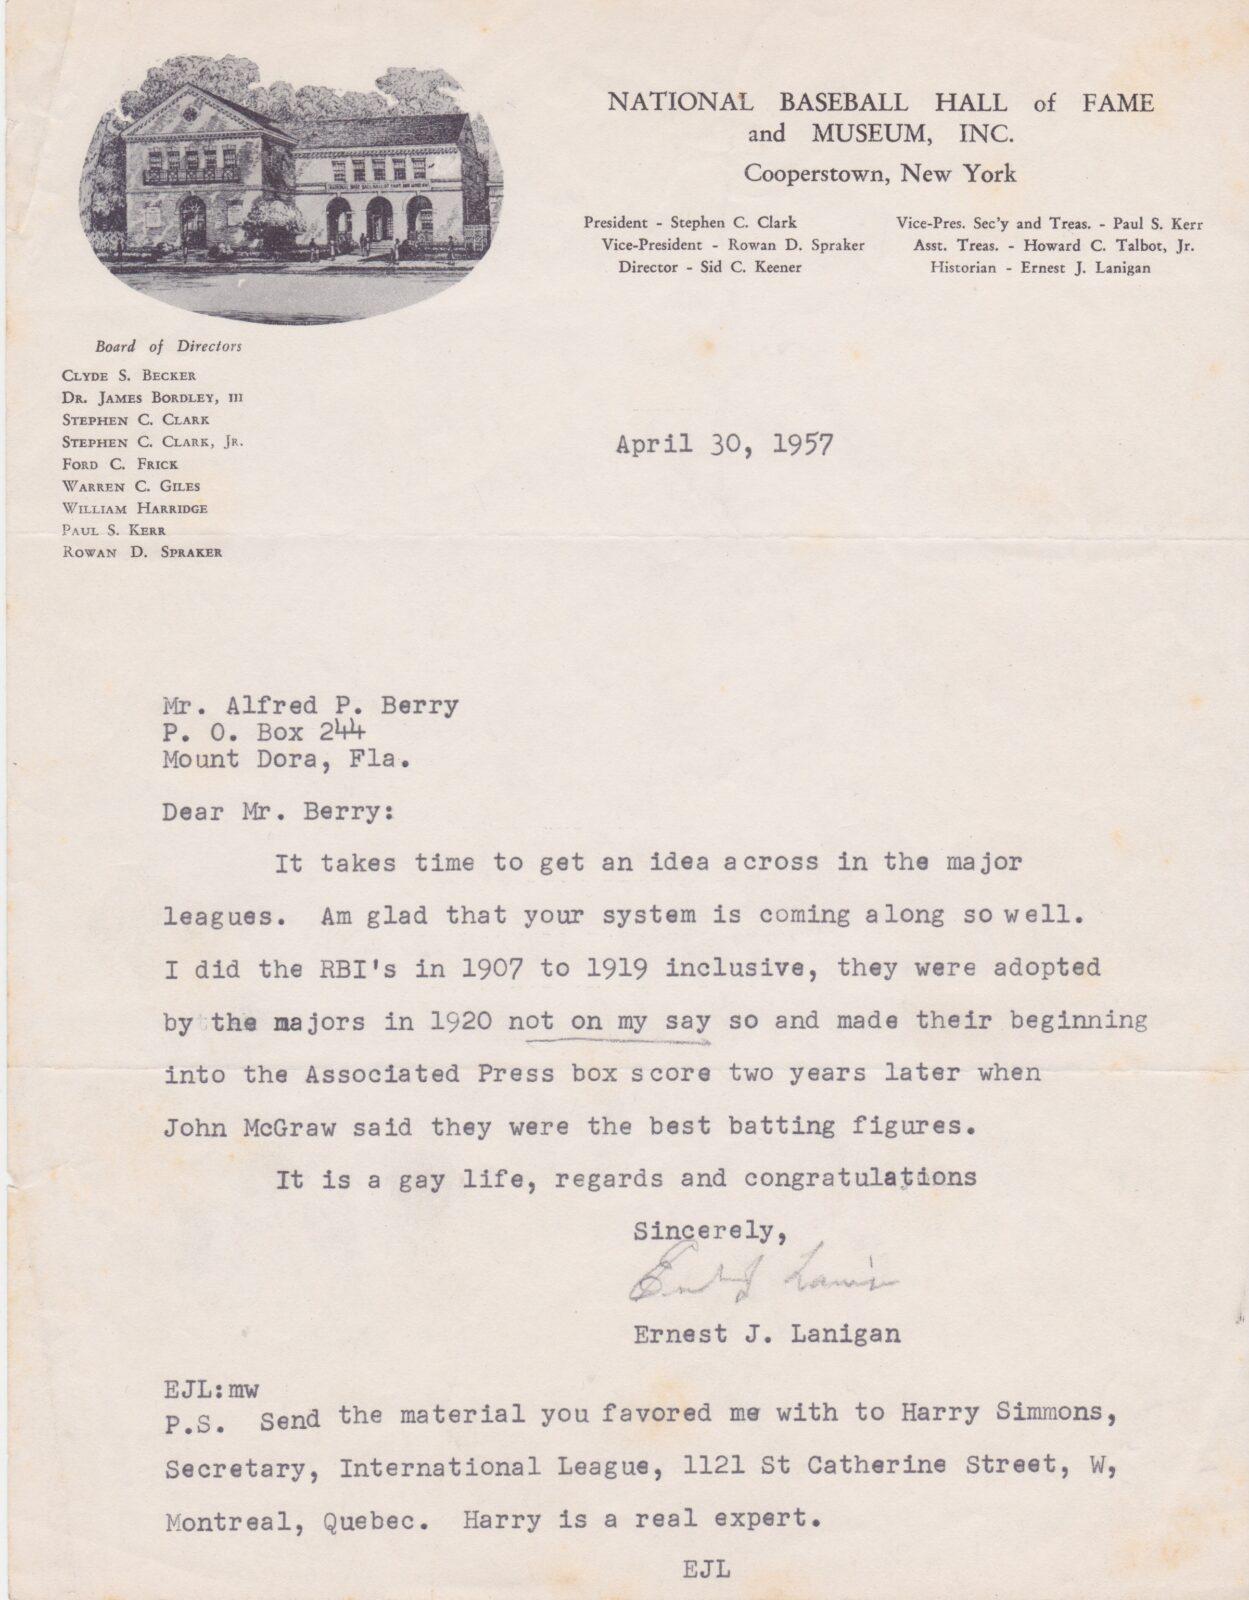 NATIONAL BASEBALL HALL of FAME
and MUSEUM, INC.
Cooperstown, New York
President - Stephen C. Clark
Vice-President - Rowan D. Spraker
Director - Sid C. Keener
Vice-Pres. Sec'y and Treas. - Paul S. Kerr
Asst. Treas. - Howard C. Talbot, Jr.
Historian - Ernest J. Lanigan
Board of Directors
CLYDE S. BECKER
DR. JAMES BORDLEY, III
STEPHEN C. CLARK
STEPHEN C. CLARK, JR.
FORD C. FRICK
WARREN C. GILES
WILLIAM HARRIDGE
PAUL S. KERR
ROWAN D. SPRAKER
April 30, 1957
Mr. Alfred P. Berry
P. O. Box 244
Mount Dora, Fla.
Dear Mr. Berry:
It takes time to get an idea across in the major
leagues. Am glad that your system is coming along so well.
I did the RBI's in 1907 to 1919 inclusive, they were adopted
by the majors in 1920 not on my say so and made their beginning
into the Associated Press box score two years later when
John McGraw said they were the best batting figures.
It is a gay life, regards and congratulations
Sincerely,
Ernest J. Lanigan
EJL:mw
P.S. Send the material you favored me with to Harry Simmons,
Secretary, International League, 1121 St Catherine Street, W,
Montreal, Quebec. Harry is a real expert.
EJL